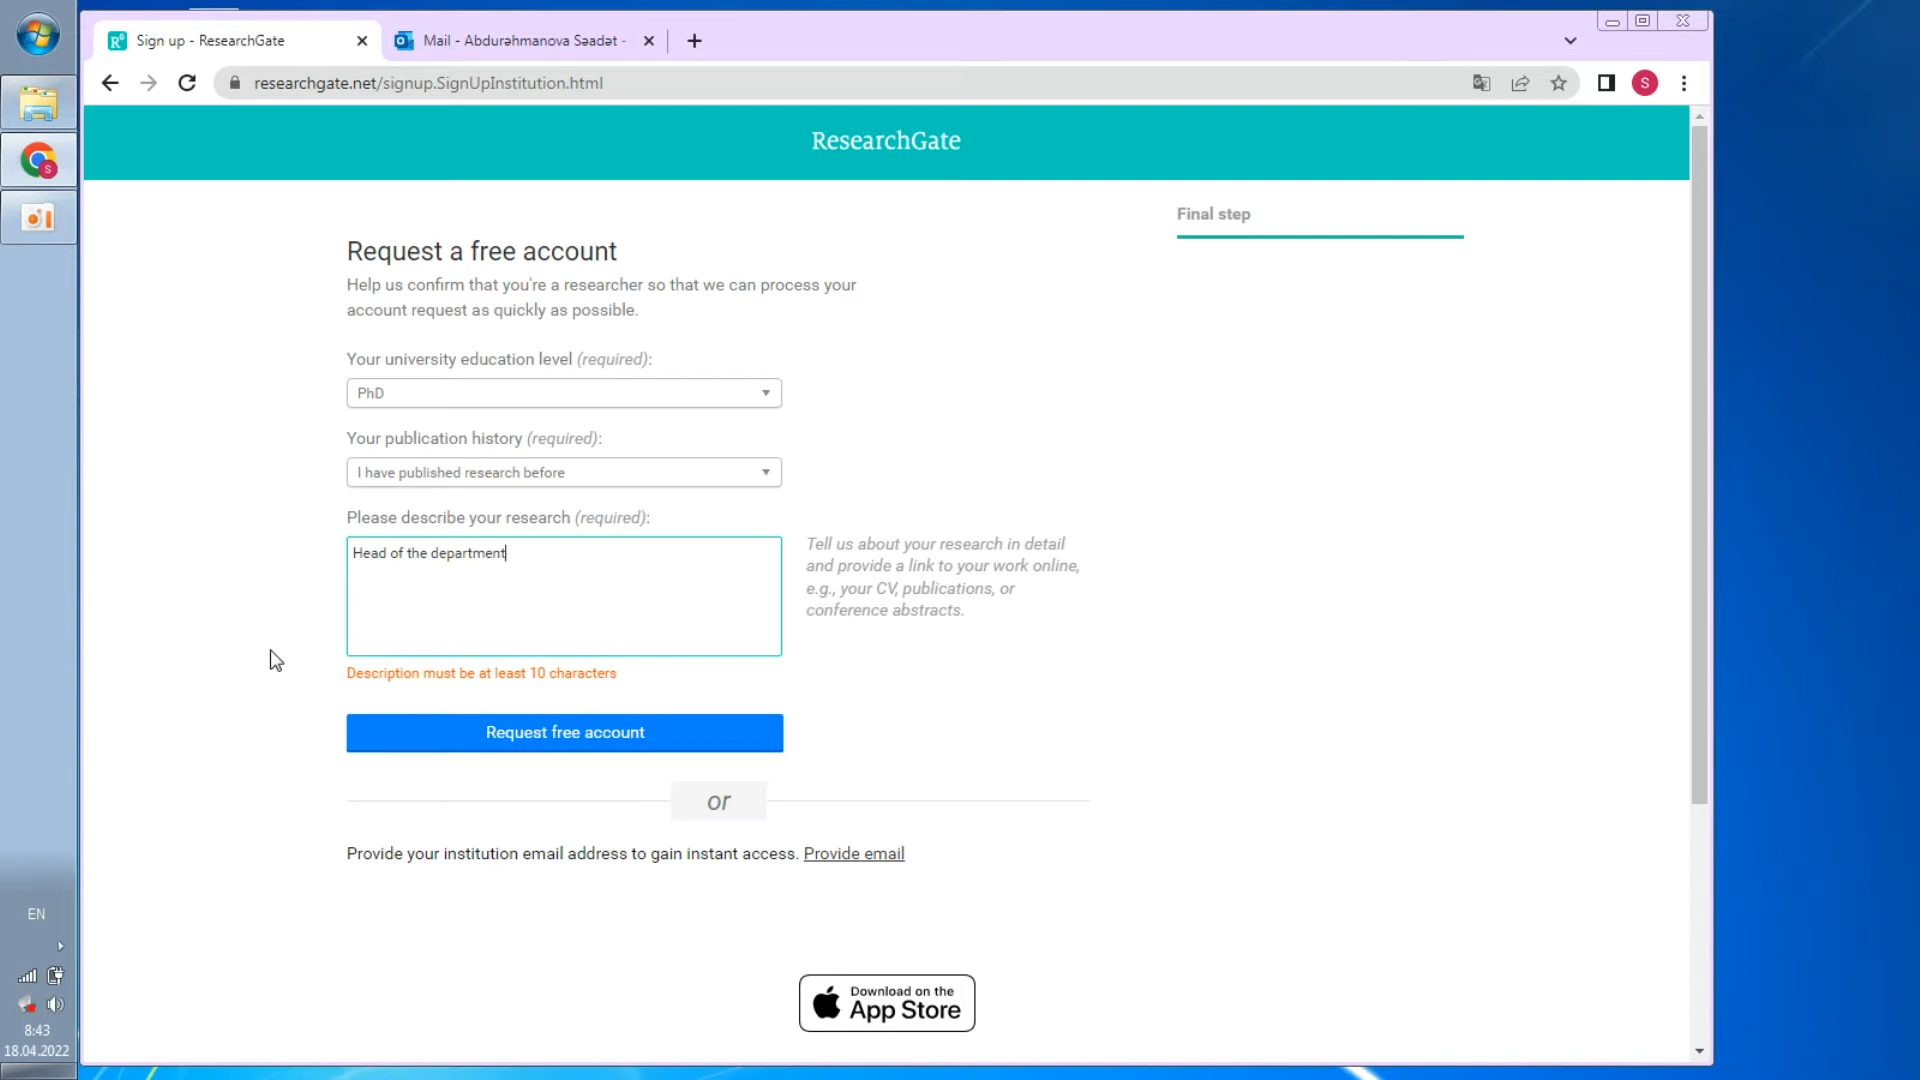 Sign up - ResearchGate
Mail - Abdurəhmanova Səadət -
researchgate.net/signup.SignUpInstitution.html
S
S
ResearchGate
Final step
Request a free account
Help us confirm that you're a researcher so that we can process your
account request as quickly as possible.
Your university education level (required):
PhD
Your publication history (required):
I have published research before
Please describe your research (required):
Head of the department
Tell us about your research in detail
and provide a link to your work online,
e.g., your CV, publications, or
conference abstracts.
Description must be at least 10 characters
Request free account
or
Provide your institution email address to gain instant access. Provide email
Download on the
App Store
EN
8:43
18.04.2022